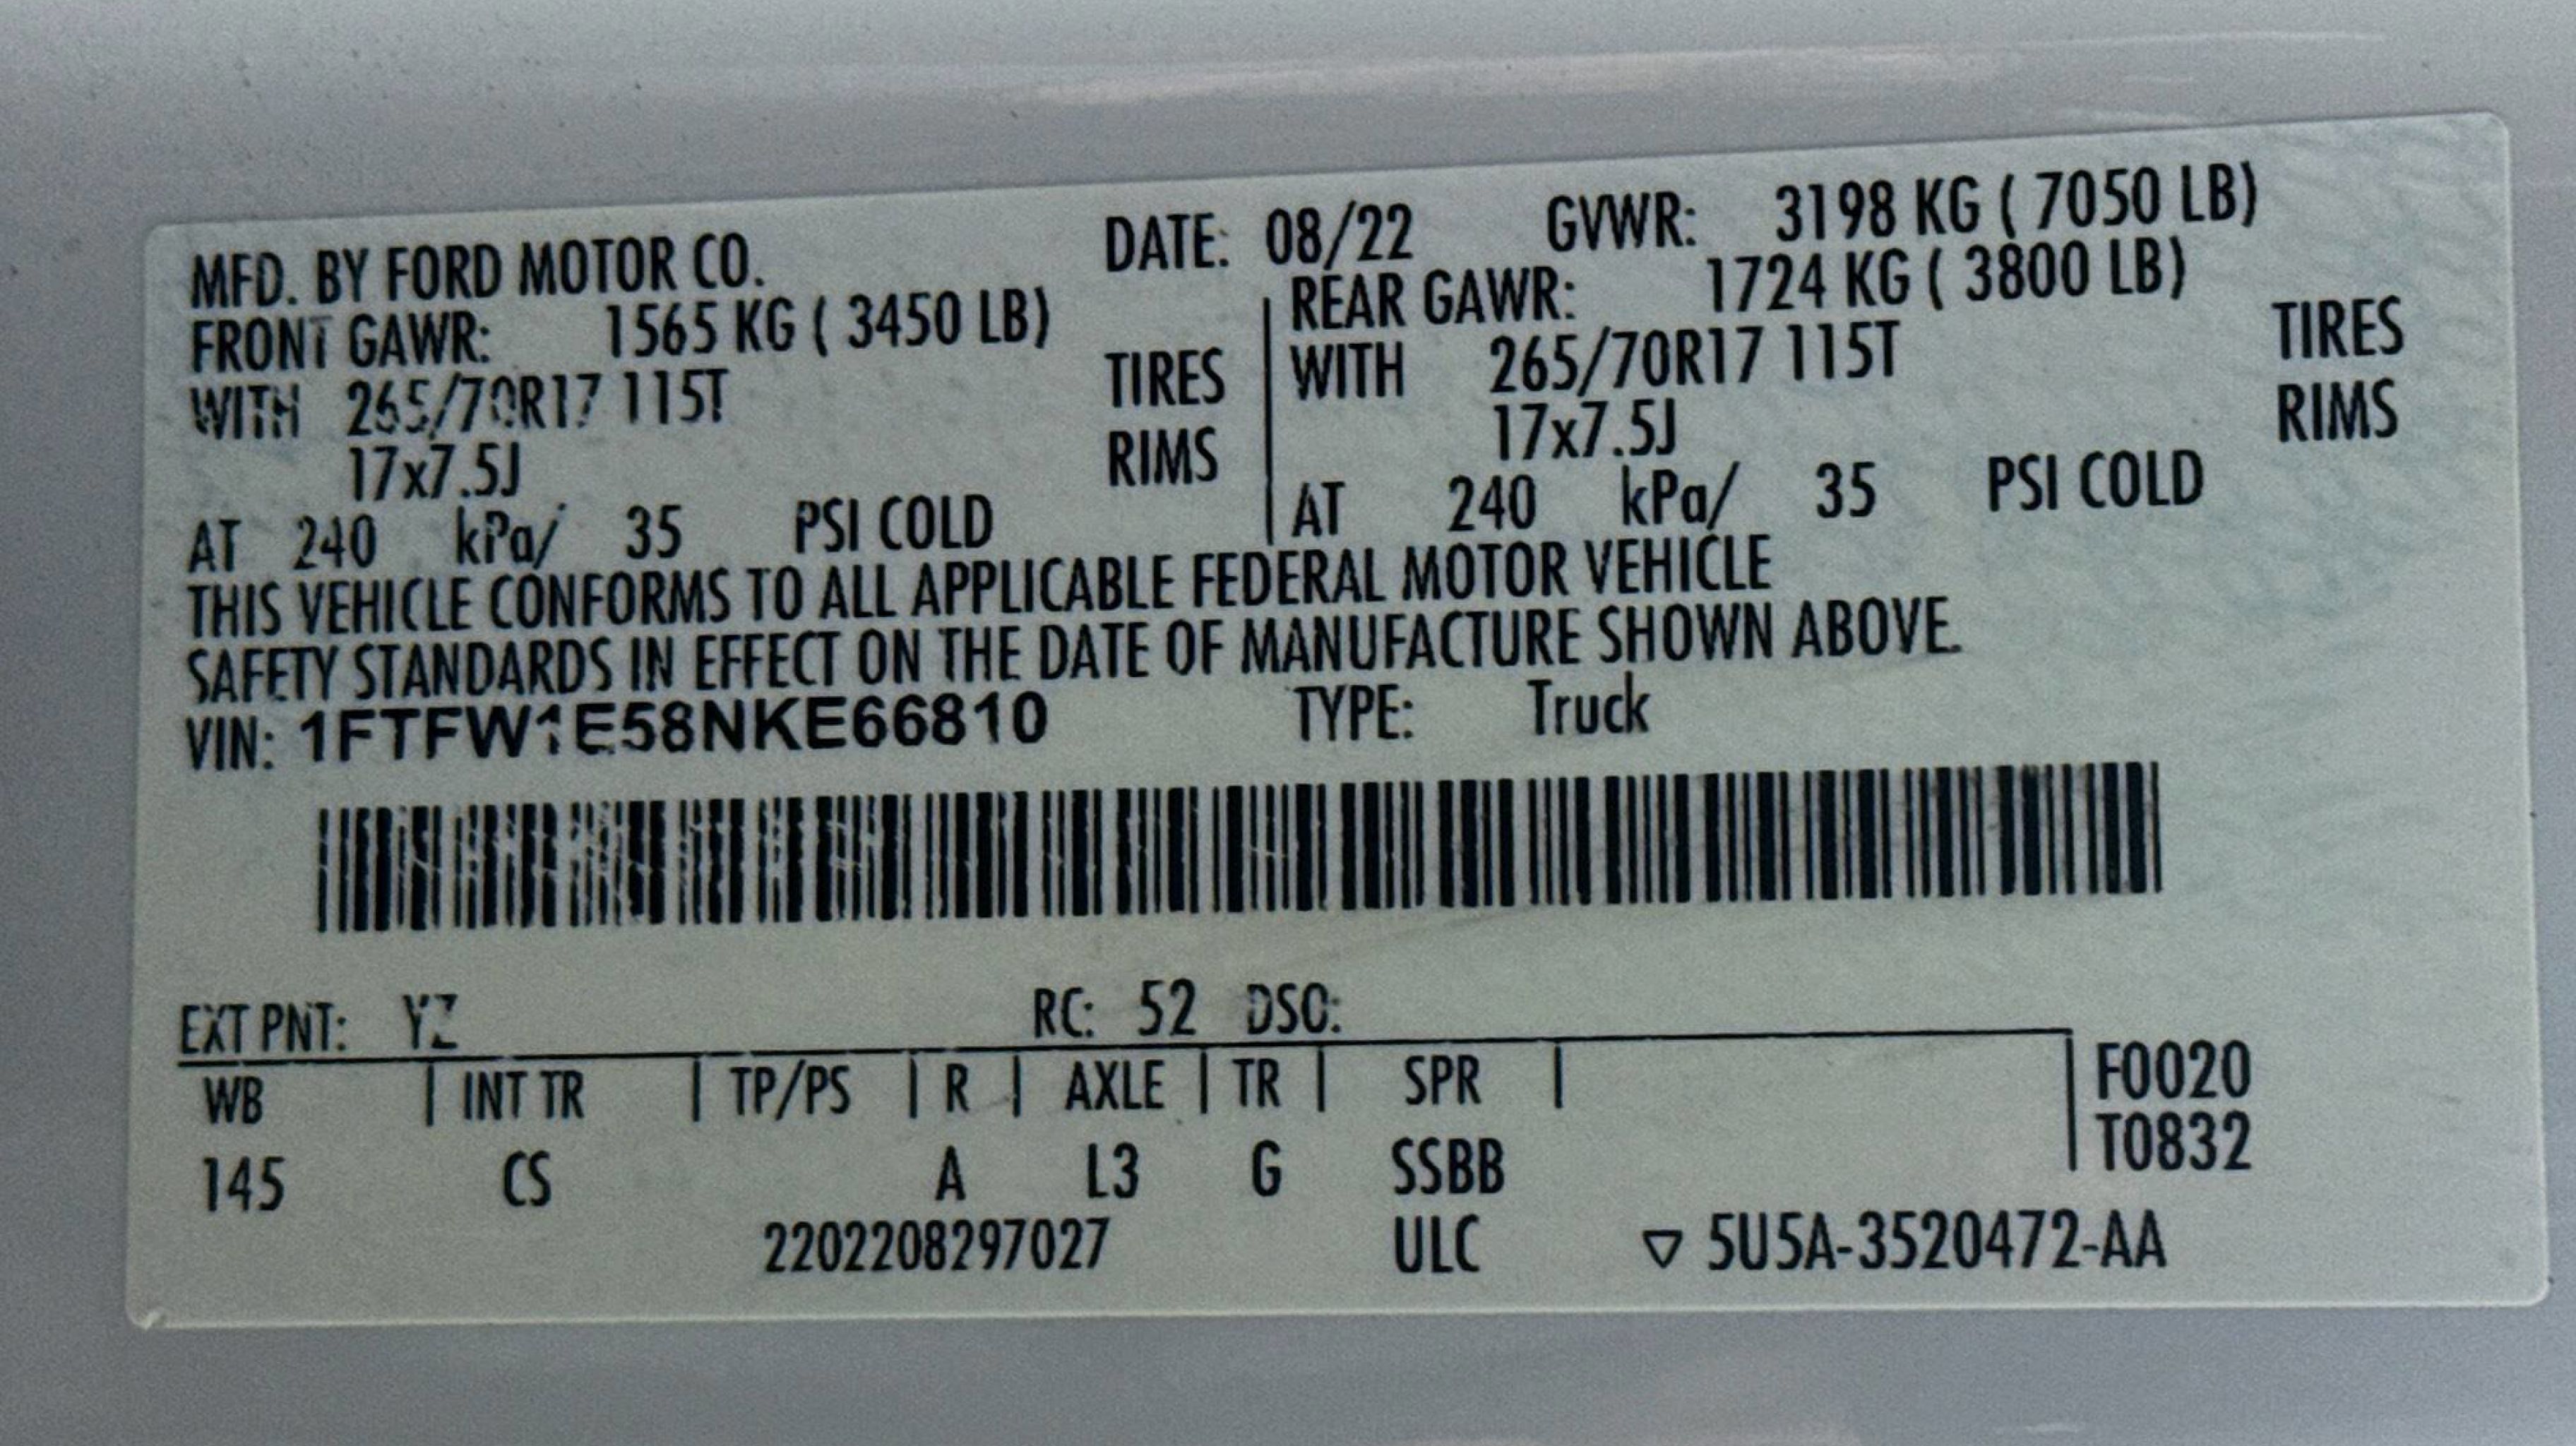 MFD. BY FORD MOTOR CO. DATE: 08/22 GVWR: 3198 KG ( 7050 LB)
FRONT GAWR: 1565 KG ( 3450 LB) REAR GAWR: 1724 KG ( 3800 LB)
WITH 265/70R17 115T TIRES WITH 265/70R17 115T TIRES
17x7.5J RIMS 17x7.5J RIMS
AT 240 kPa/ 35 PSI COLD AT 240 kPa/ 35 PSI COLD
THIS VEHICLE CONFORMS TO ALL APPLICABLE FEDERAL MOTOR VEHICLE
SAFETY STANDARDS IN EFFECT ON THE DATE OF MANUFACTURE SHOWN ABOVE.
VIN: 1FTFW1E58NKE66810 TYPE: Truck
EXT PNT: YZ RC: 52 DSO:
WB | INT TR | TP/PS | R | AXLE | TR | SPR | F0020
T0832
145 CS A L3 G SSBB
2202208297027 ULC ▽ 5U5A-3520472-AA